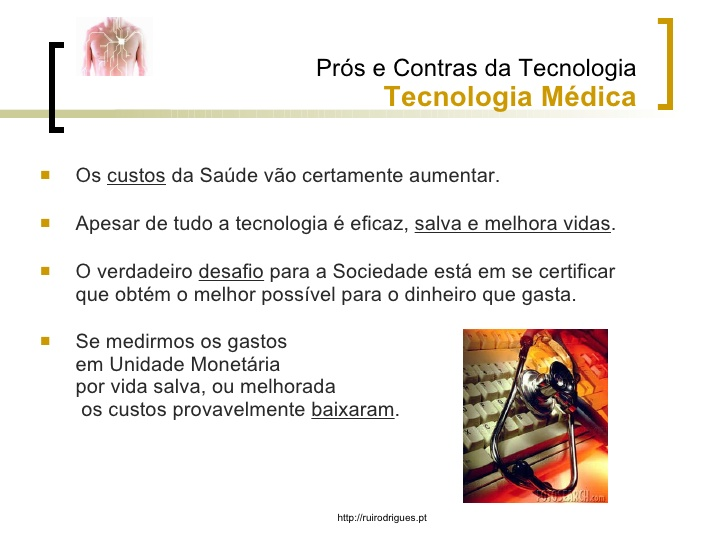 Prós e Contras da Tecnologia
Tecnologia Médica
Os custos da Saúde vão certamente aumentar.
Apesar de tudo a tecnologia é eficaz, salva e melhora vidas.
O verdadeiro desafio para a Sociedade está em se certificar
que obtém o melhor possível para o dinheiro que gasta.
Se medirmos os gastos
em Unidade Monetária
por vida salva, ou melhorada
os custos provavelmente baixaram.
http://ruirodrigues.pt